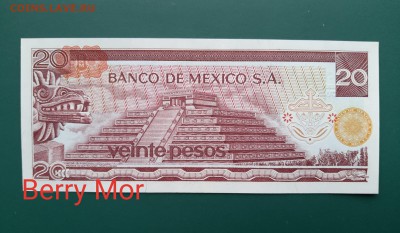 20
BANCO DE MEXICO S.A.
20
20
veinte pesos
Berry Mor